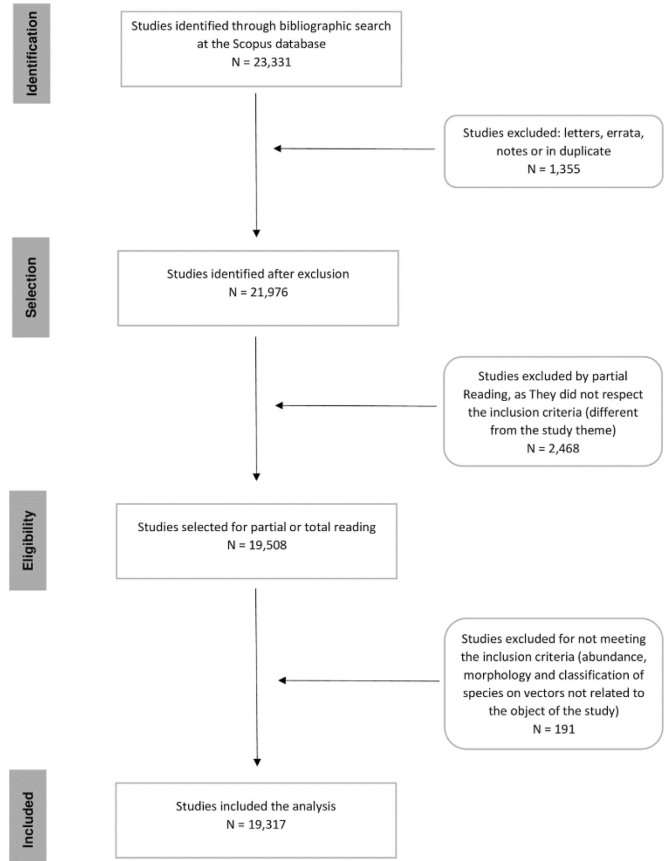 Identification
Studies identified through bibliographic search
at the Scopus database
N = 23,331
Studies excluded: letters, errata,
notes or in duplicate
N = 1,355
Selection
Studies identified after exclusion
N = 21,976
Studies excluded by partial
Reading, as They did not respect
the inclusion criteria (different
from the study theme)
N = 2,468
Eligibility
Studies selected for partial or total reading
N = 19,508
Studies excluded for not meeting
the inclusion criteria (abundance,
morphology and classification of
species on vectors not related to
the object of the study)
N = 191
Included
Studies included the analysis
N = 19,317